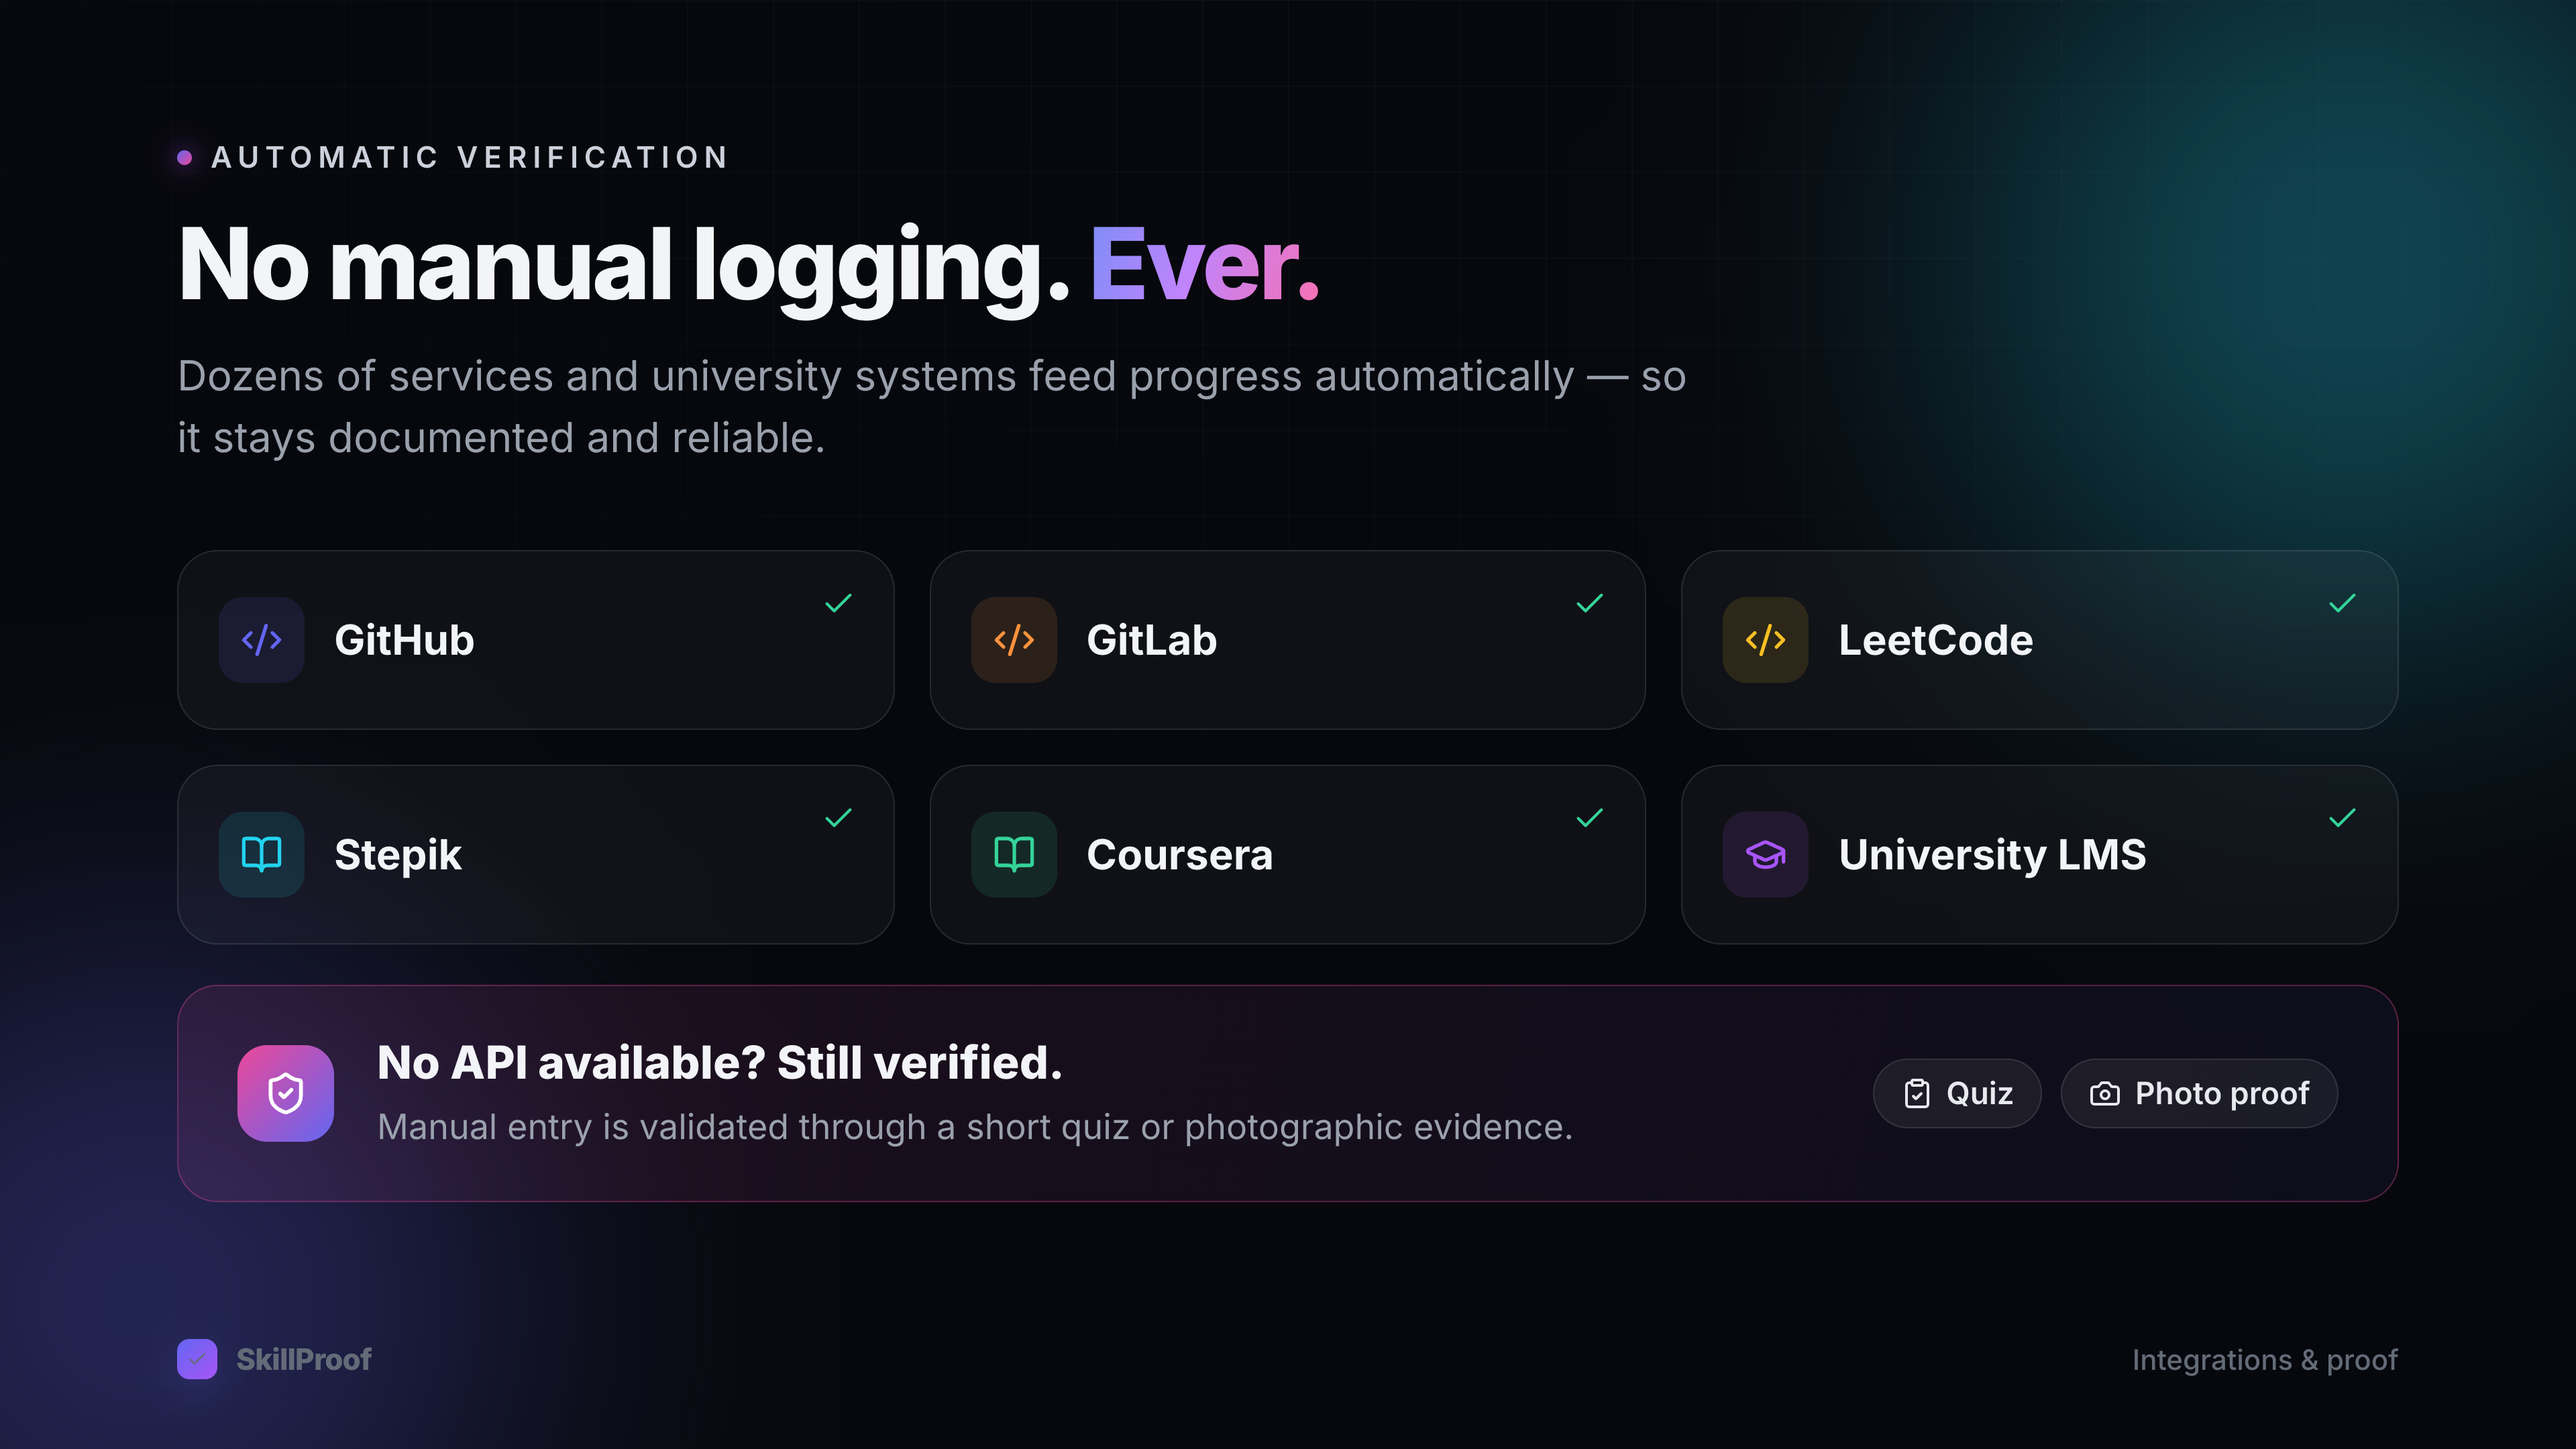 AUTOMATIC VERIFICATION
No manual logging. Ever.
Dozens of services and university systems feed progress automatically — so
it stays documented and reliable.
GitHub
GitLab
LeetCode
Stepik
Coursera
University LMS
No API available? Still verified.
Manual entry is validated through a short quiz or photographic evidence.
Quiz
Photo proof
SkillProof
Integrations & proof